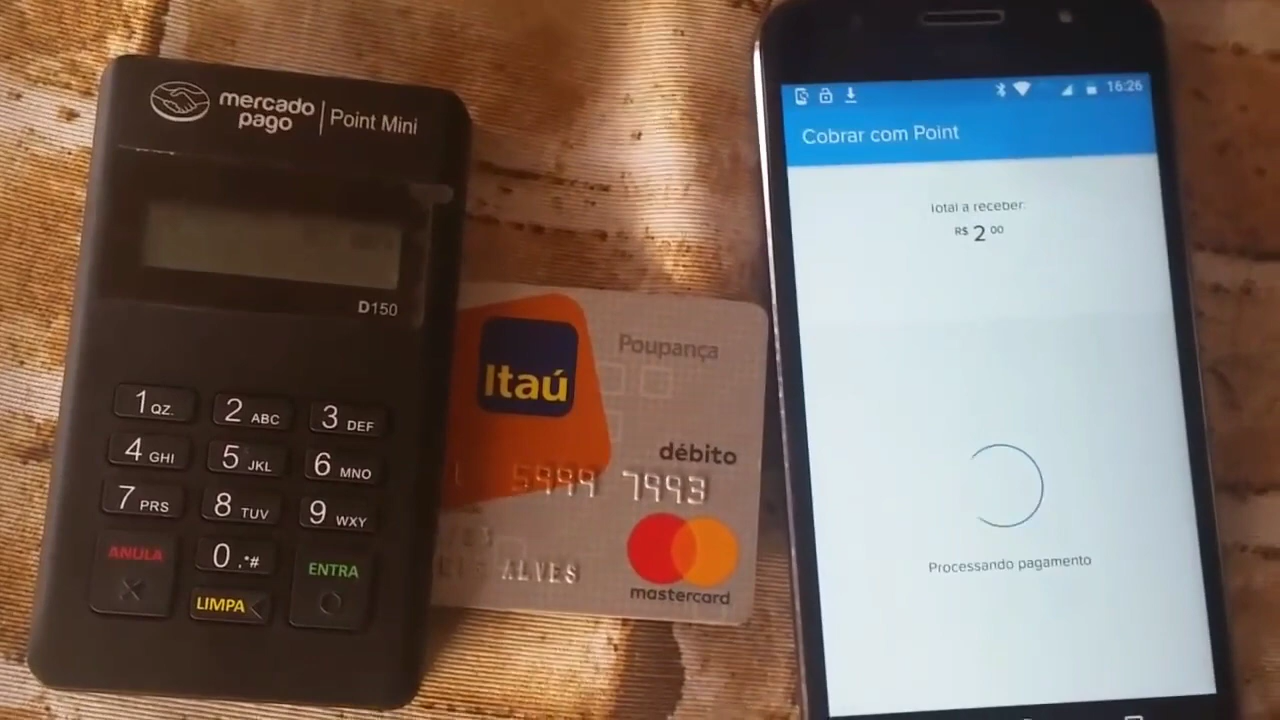 mercado
pago
Point Mini
D150
1 QZ.
2 ABC
3 DEF
4 GHI
5 JKL
6 MNO
7 PRS
8 TUV
9 WXY
ANULA
0 .*#
ENTRA
LIMPA
Itaú
Poupança
débito
5999 7993
ALVES
mastercard
16:26
Cobrar com Point
Total a receber:
R$ 2 00
Processando pagamento